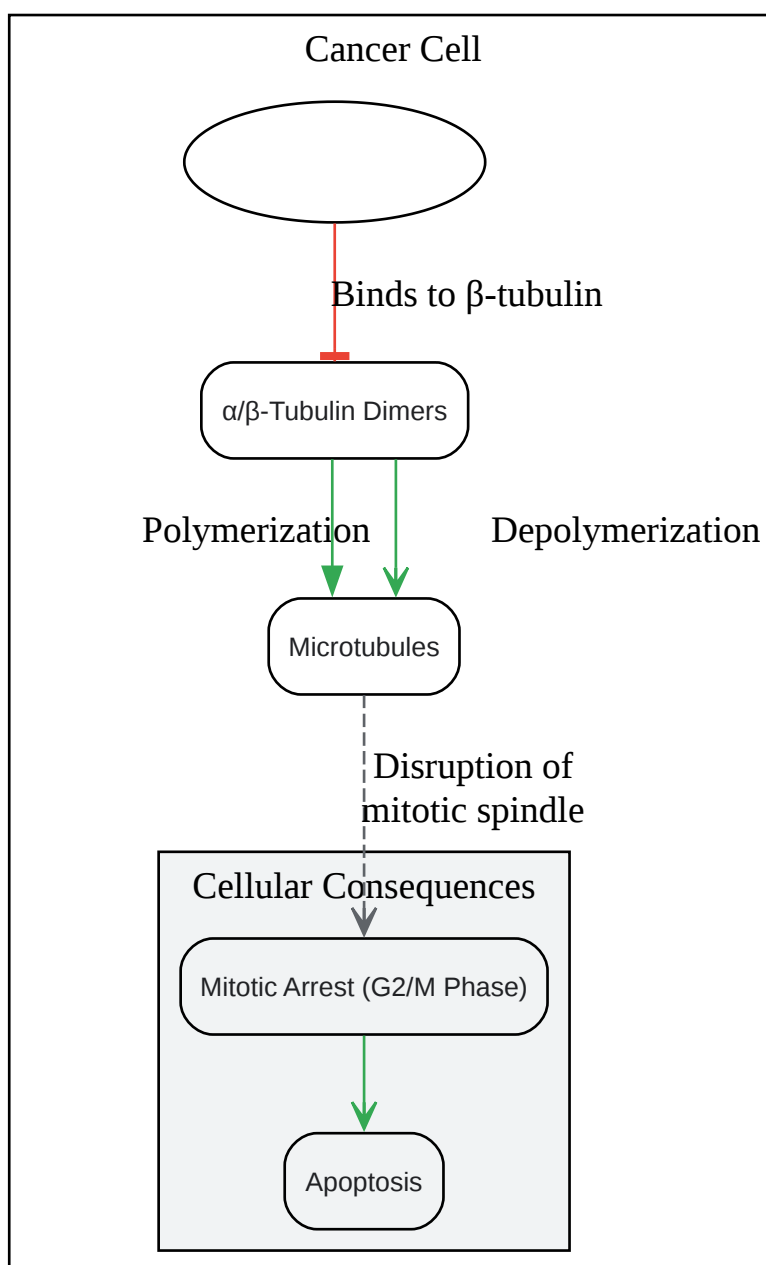 Cancer Cell
Binds to β-tubulin
α/β-Tubulin Dimers
Polymerization
Depolymerization
Microtubules
Disruption of
mitotic spindle
Cellular Consequences
Mitotic Arrest (G2/M Phase)
Apoptosis